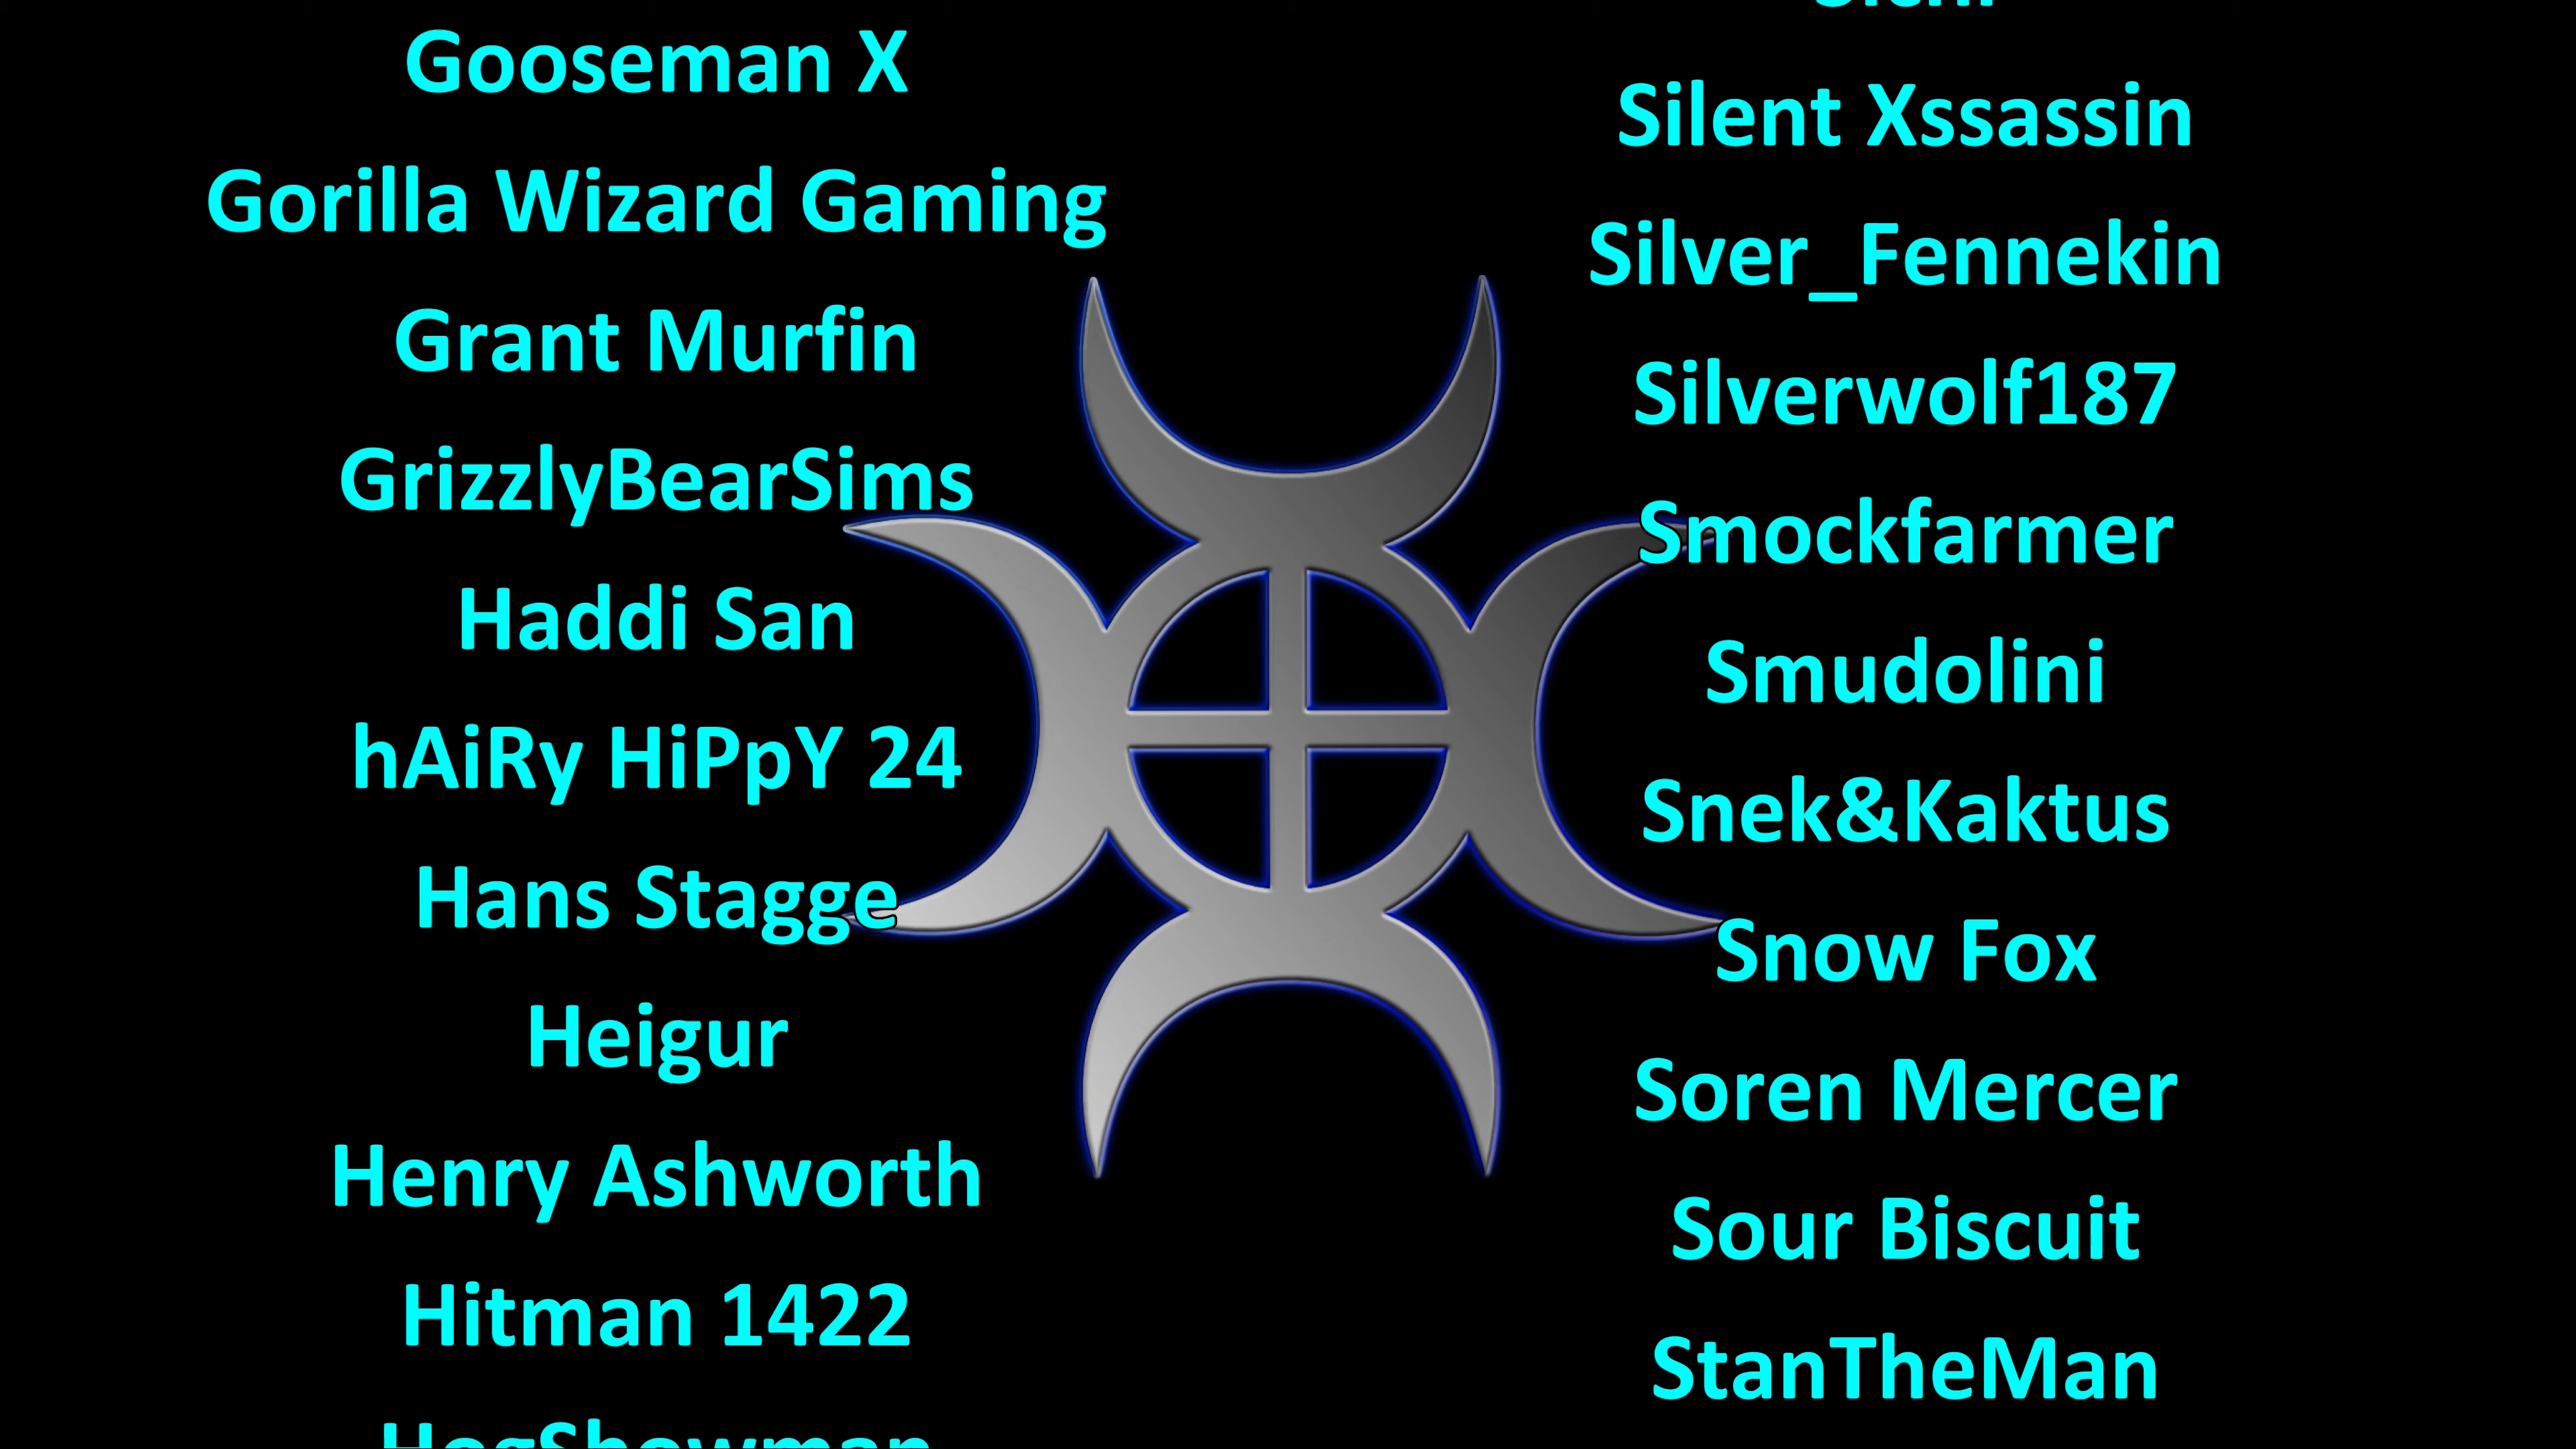 Gooseman X
Gorilla Wizard Gaming
Grant Murfin
GrizzlyBearSims
Haddi San
hAiRy HiPpY 24
Hans Stagge
Heigur
Henry Ashworth
Hitman 1422
HogShowman
Silent Xssassin
Silver_Fennekin
Silverwolf187
Smockfarmer
Smudolini
Snek&Kaktus
Snow Fox
Soren Mercer
Sour Biscuit
StanTheMan